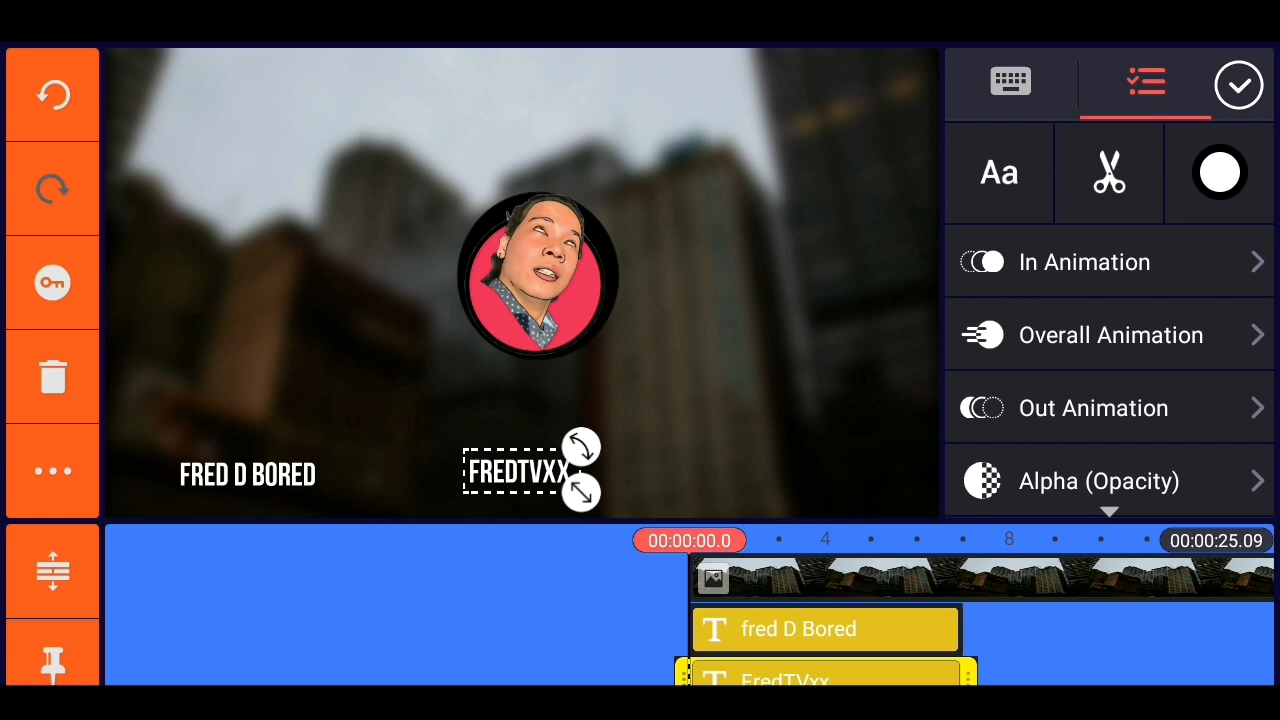 Aa
In Animation
Overall Animation
Out Animation
Alpha (Opacity)
FRED D BORED
FREDTVXX
00:00:00.0
4
8
00:00:25.09
T fred D Bored
T FredTVxx